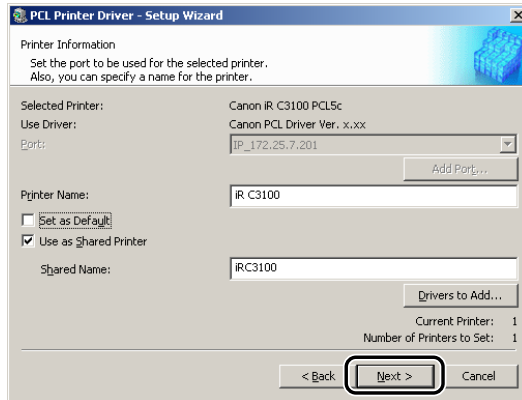 PCL Printer Driver - Setup Wizard
Printer Information
Set the port to be used for the selected printer.
Also, you can specify a name for the printer.
Selected Printer: Canon iR C3100 PCL5c
Use Driver: Canon PCL Driver Ver. x.xx
Port: IP_172.25.7.201
Add Port...
Printer Name: iR C3100
Set as Default
Use as Shared Printer
Shared Name: iRC3100
Drivers to Add...
Current Printer: 1
Number of Printers to Set: 1
< Back Next > Cancel